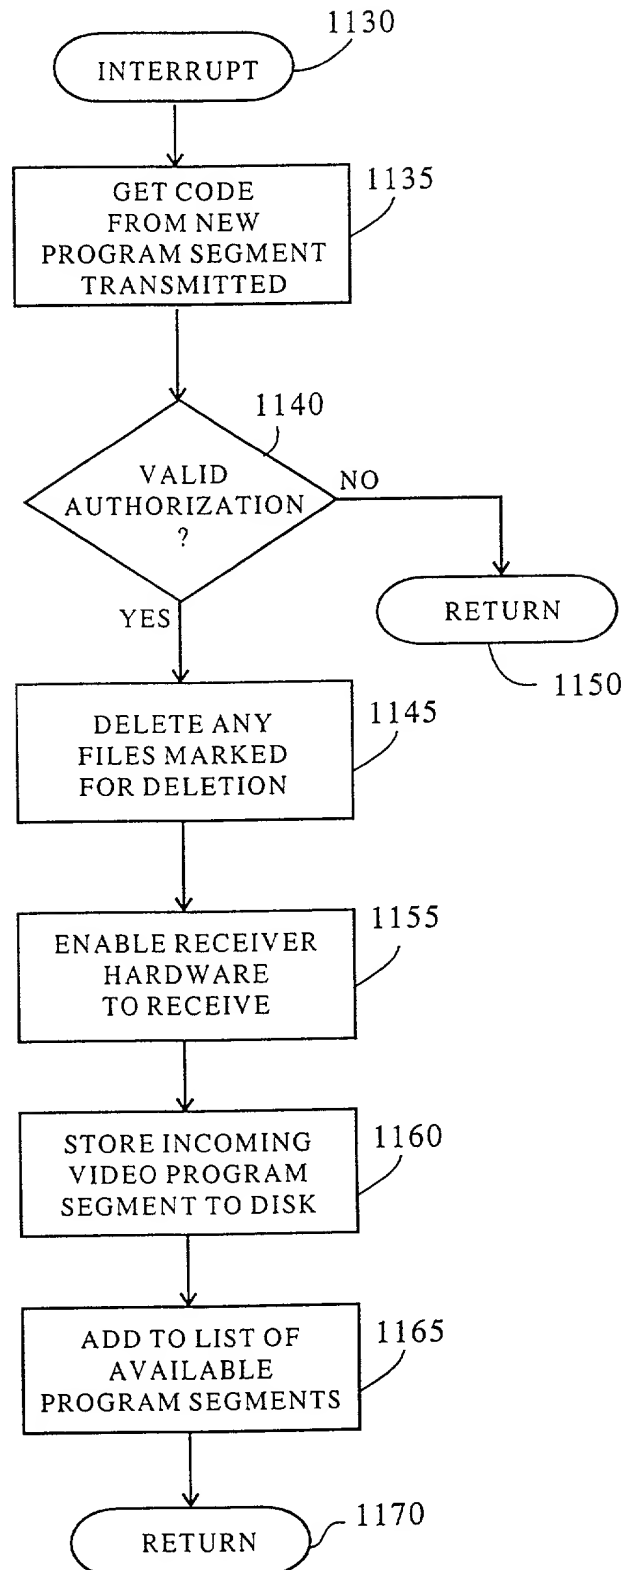 1130
INTERRUPT
1135
GET CODE
FROM NEW
PROGRAM SEGMENT
TRANSMITTED
1140
VALID
AUTHORIZATION
?
NO
YES
RETURN
1150
1145
DELETE ANY
FILES MARKED
FOR DELETION
1155
ENABLE RECEIVER
HARDWARE
TO RECEIVE
1160
STORE INCOMING
VIDEO PROGRAM
SEGMENT TO DISK
1165
ADD TO LIST OF
AVAILABLE
PROGRAM SEGMENTS
1170
RETURN